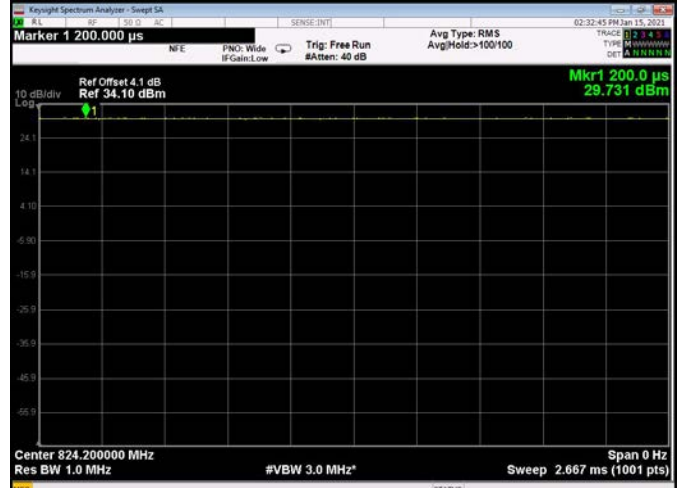 Keysight Spectrum Analyzer - Swept SA
RL RF 50 Ω AC SENSE:INT 02:32:45 PM Jan 15, 2021
Marker 1 200.000 µs
NFE
PNO: Wide
IFGain:Low
Trig: Free Run
#Atten: 40 dB
Avg Type: RMS
Avg|Hold:>100/100
TRACE 1 2 3 4 5
TYPE M W W W W W
DET A N N N N N
Mkr1 200.0 µs
29.731 dBm
Ref Offset 4.1 dB
10 dB/div Ref 34.10 dBm
Log
1
24.1
14.1
4.10
-5.90
-15.9
-25.9
-35.9
-45.9
-55.9
Center 824.200000 MHz Span 0 Hz
Res BW 1.0 MHz #VBW 3.0 MHz* Sweep 2.667 ms (1001 pts)